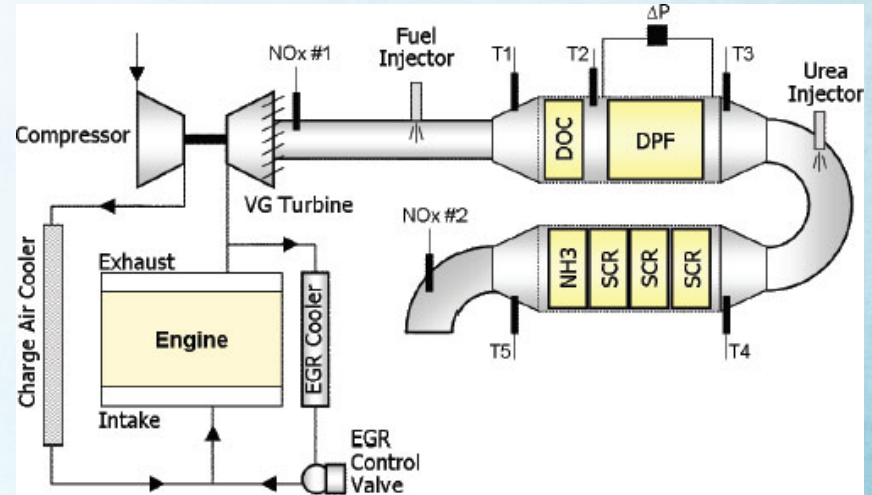 ΔP
NOx #1
Fuel
Injector
T1
T2
T3
Urea
Injector
Compressor
DOC
DPF
VG Turbine
NOx #2
Charge Air Cooler
Exhaust
Engine
Intake
EGR Cooler
NH3
SCR
SCR
SCR
T5
T4
EGR
Control
Valve